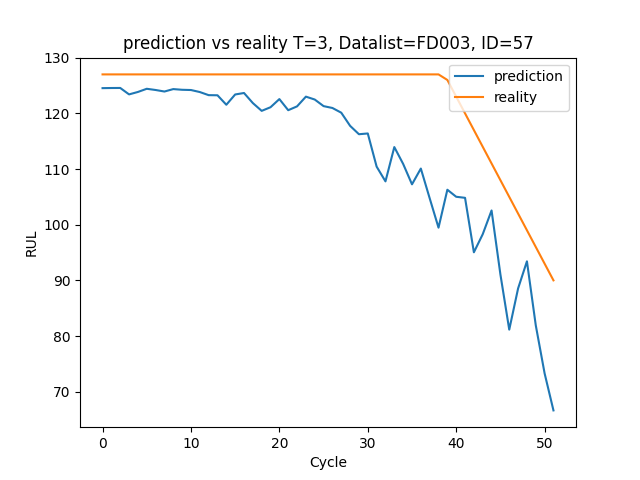 prediction vs reality T=3, Datalist=FD003, ID=57
130
120
110
100
90
80
70
RUL
prediction
reality
0
10
20
30
40
50
Cycle